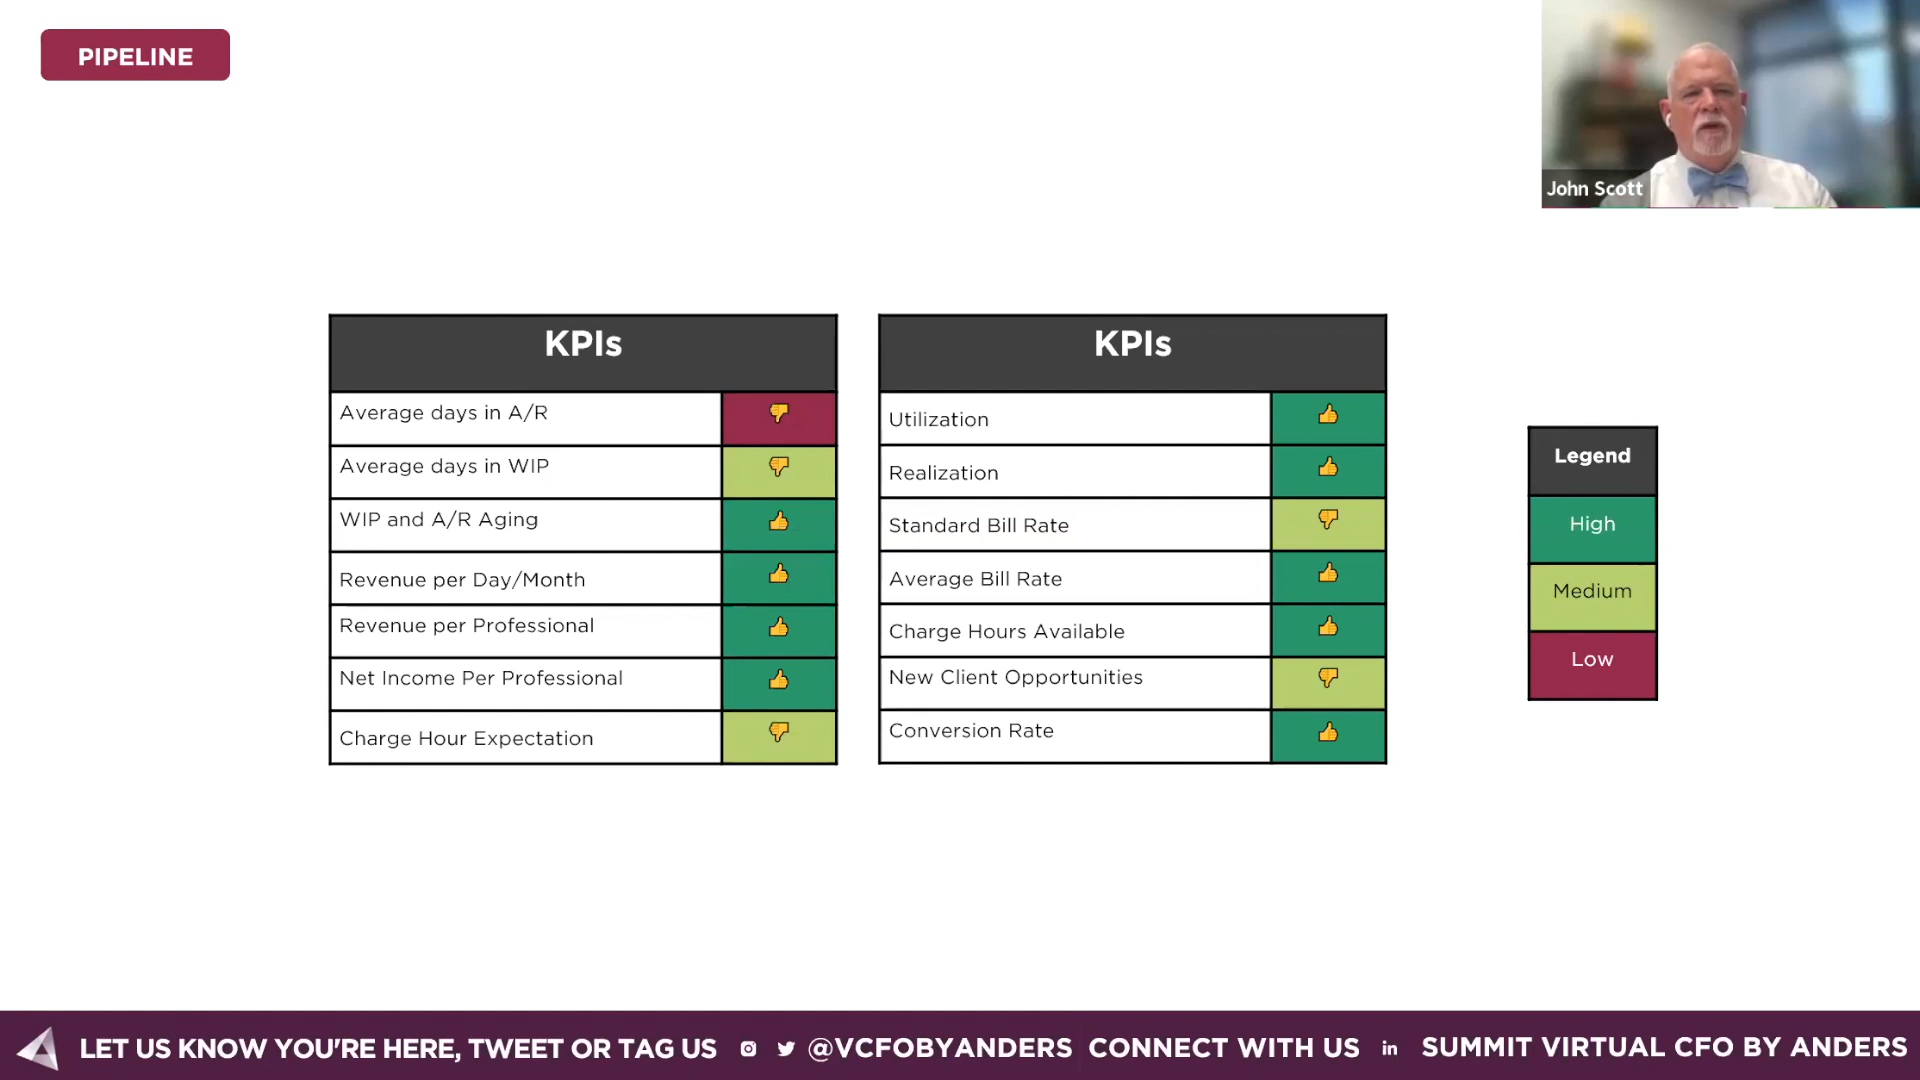 PIPELINE
John Scott
KPIs
Average days in A/R
Average days in WIP
WIP and A/R Aging
Revenue per Day/Month
Revenue per Professional
Net Income Per Professional
Charge Hour Expectation
KPIs
Utilization
Realization
Standard Bill Rate
Average Bill Rate
Charge Hours Available
New Client Opportunities
Conversion Rate
Legend
High
Medium
Low
LET US KNOW YOU'RE HERE, TWEET OR TAG US @VCFOBYANDERS CONNECT WITH US in SUMMIT VIRTUAL CFO BY ANDERS